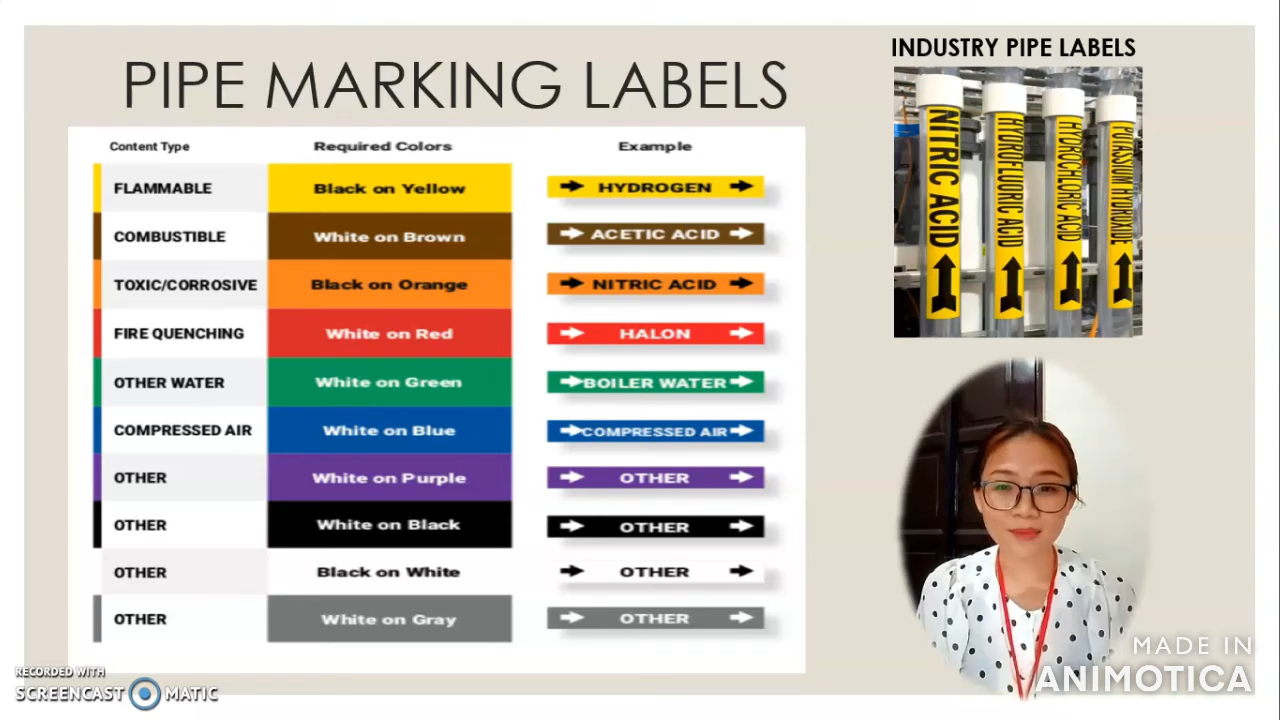 PIPE MARKING LABELS
Content Type Required Colors Example
FLAMMABLE Black on Yellow HYDROGEN
COMBUSTIBLE White on Brown ACETIC ACID
TOXIC/CORROSIVE Black on Orange NITRIC ACID
FIRE QUENCHING White on Red HALON
OTHER WATER White on Green BOILER WATER
COMPRESSED AIR White on Blue COMPRESSED AIR
OTHER White on Purple OTHER
OTHER White on Black OTHER
OTHER Black on White OTHER
OTHER White on Gray OTHER
INDUSTRY PIPE LABELS
NITRIC ACID
HYDROFLUORIC ACID
HYDROCHLORIC ACID
POTASSIUM HYDROXIDE
RECORDED WITH
SCREENCAST MATIC
MADE IN
ANIMOTICA